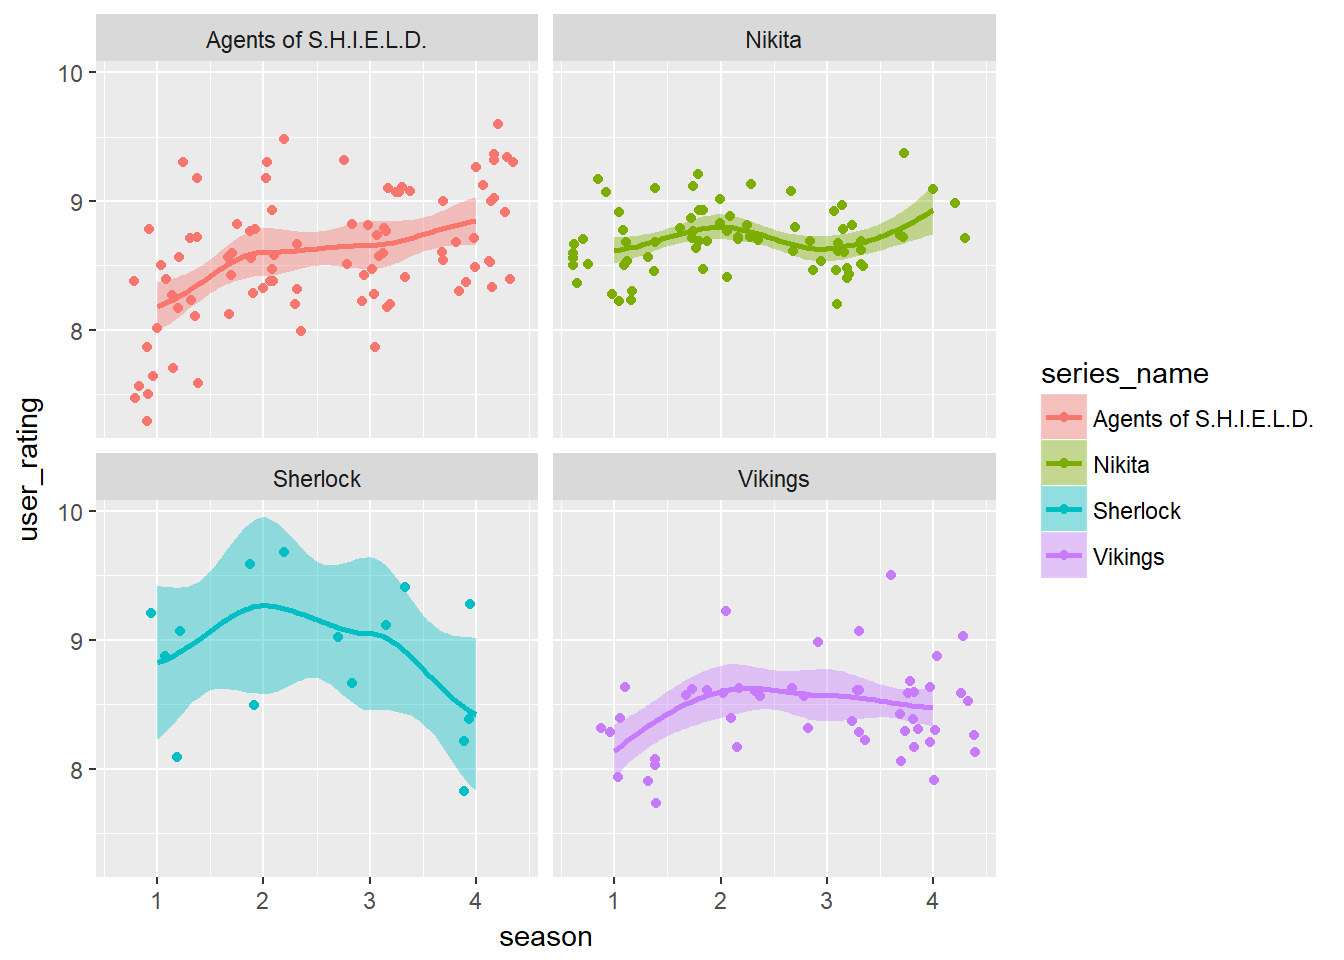 Agents of S.H.I.E.L.D.
Nikita
10
9
8
Sherlock
Vikings
10
9
8
1 2 3 4
1 2 3 4
season
user_rating
series_name
Agents of S.H.I.E.L.D.
Nikita
Sherlock
Vikings